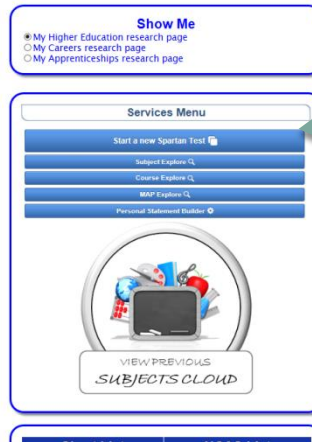 Show Me
My Higher Education research page
My Careers research page
My Apprenticeships research page
Services Menu
Start a new Spartan Test
Subject Explore
Course Explore
MAP Explore
Personal Statement Builder
VIEW PREVIOUS
SUBJECTS CLOUD